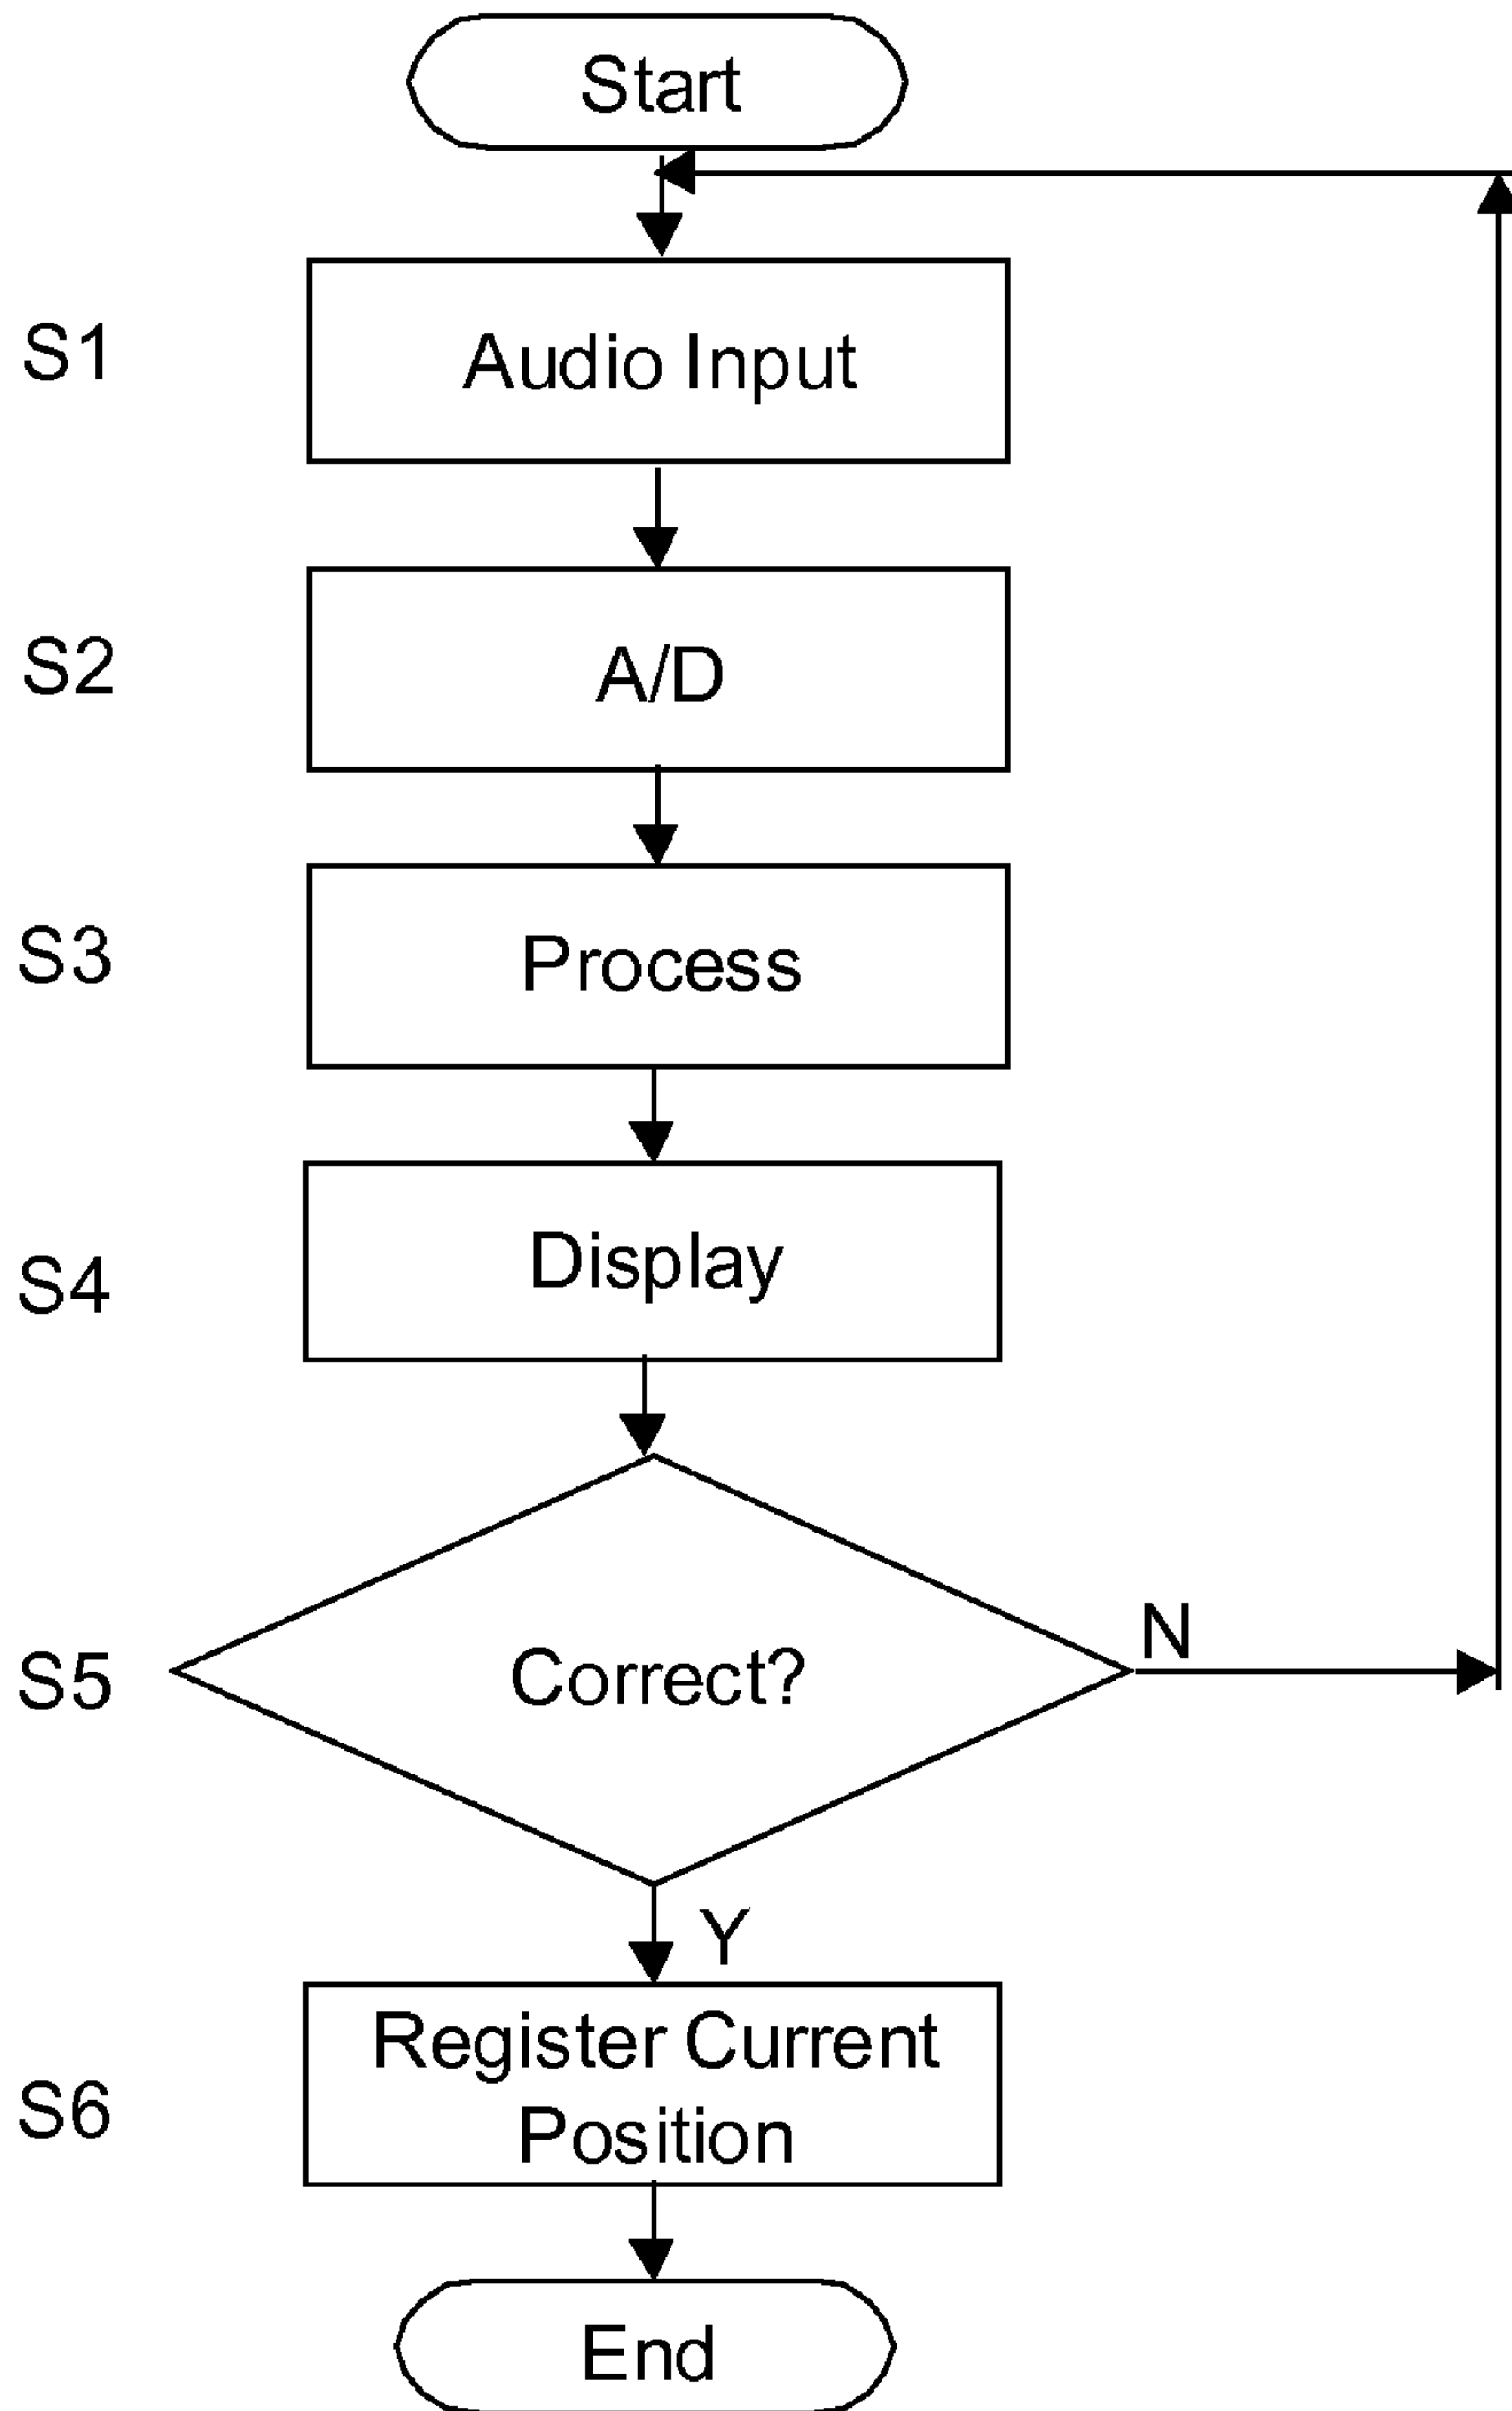 Start
S1
Audio Input
S2
A/D
S3
Process
S4
Display
S5
Correct?
N
Y
S6
Register Current
Position
End